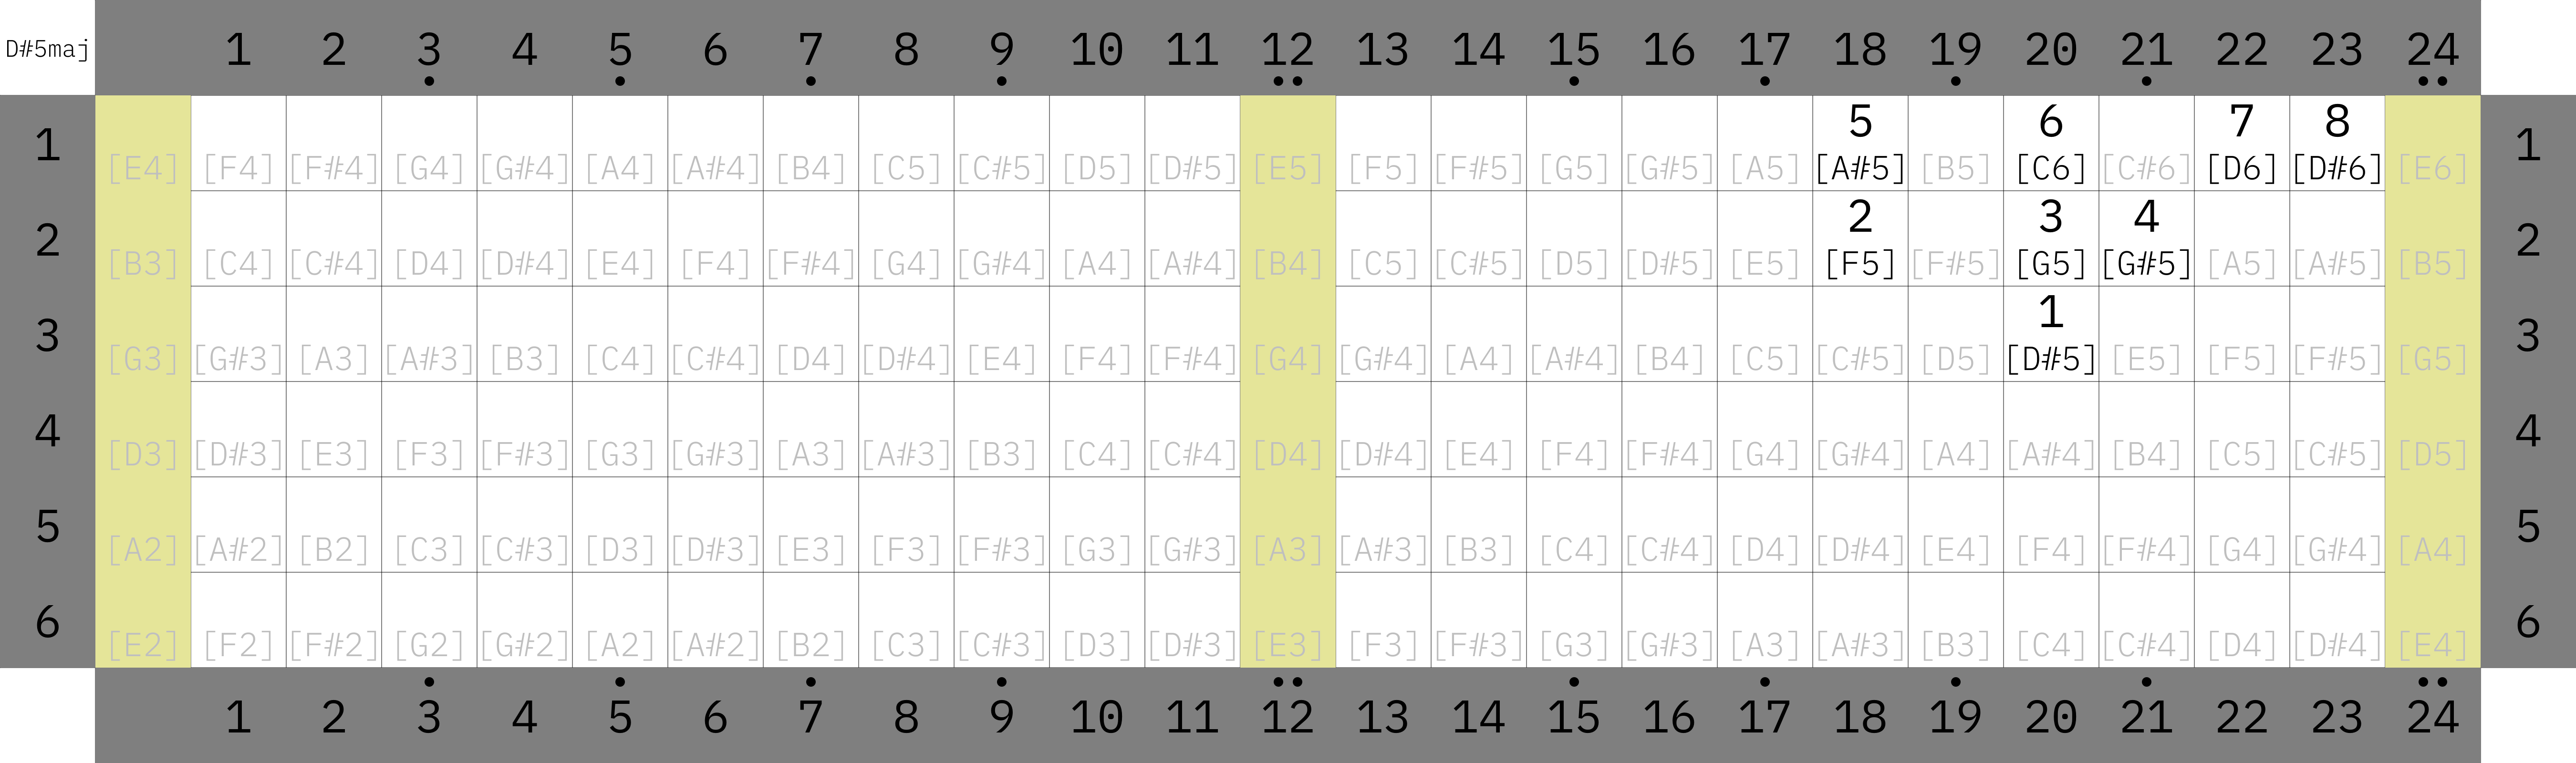 D#5maj 1 2 3 4 5 6 7 8 9 10 11 12 13 14 15 16 17 18 19 20 21 22 23 24
5 6 7 8
1 [E4] [F4] [F#4] [G4] [G#4] [A4] [A#4] [B4] [C5] [C#5] [D5] [D#5] [E5] [F5] [F#5] [G5] [G#5] [A5] [A#5] [B5] [C6] [C#6] [D6] [D#6] [E6] 1
2 3 4
2 [B3] [C4] [C#4] [D4] [D#4] [E4] [F4] [F#4] [G4] [G#4] [A4] [A#4] [B4] [C5] [C#5] [D5] [D#5] [E5] [F5] [F#5] [G5] [G#5] [A5] [A#5] [B5] 2
1
3 [G3] [G#3] [A3] [A#3] [B3] [C4] [C#4] [D4] [D#4] [E4] [F4] [F#4] [G4] [G#4] [A4] [A#4] [B4] [C5] [C#5] [D5] [D#5] [E5] [F5] [F#5] [G5] 3
4 [D3] [D#3] [E3] [F3] [F#3] [G3] [G#3] [A3] [A#3] [B3] [C4] [C#4] [D4] [D#4] [E4] [F4] [F#4] [G4] [G#4] [A4] [A#4] [B4] [C5] [C#5] [D5] 4
5 [A2] [A#2] [B2] [C3] [C#3] [D3] [D#3] [E3] [F3] [F#3] [G3] [G#3] [A3] [A#3] [B3] [C4] [C#4] [D4] [D#4] [E4] [F4] [F#4] [G4] [G#4] [A4] 5
6 [E2] [F2] [F#2] [G2] [G#2] [A2] [A#2] [B2] [C3] [C#3] [D3] [D#3] [E3] [F3] [F#3] [G3] [G#3] [A3] [A#3] [B3] [C4] [C#4] [D4] [D#4] [E4] 6
1 2 3 4 5 6 7 8 9 10 11 12 13 14 15 16 17 18 19 20 21 22 23 24